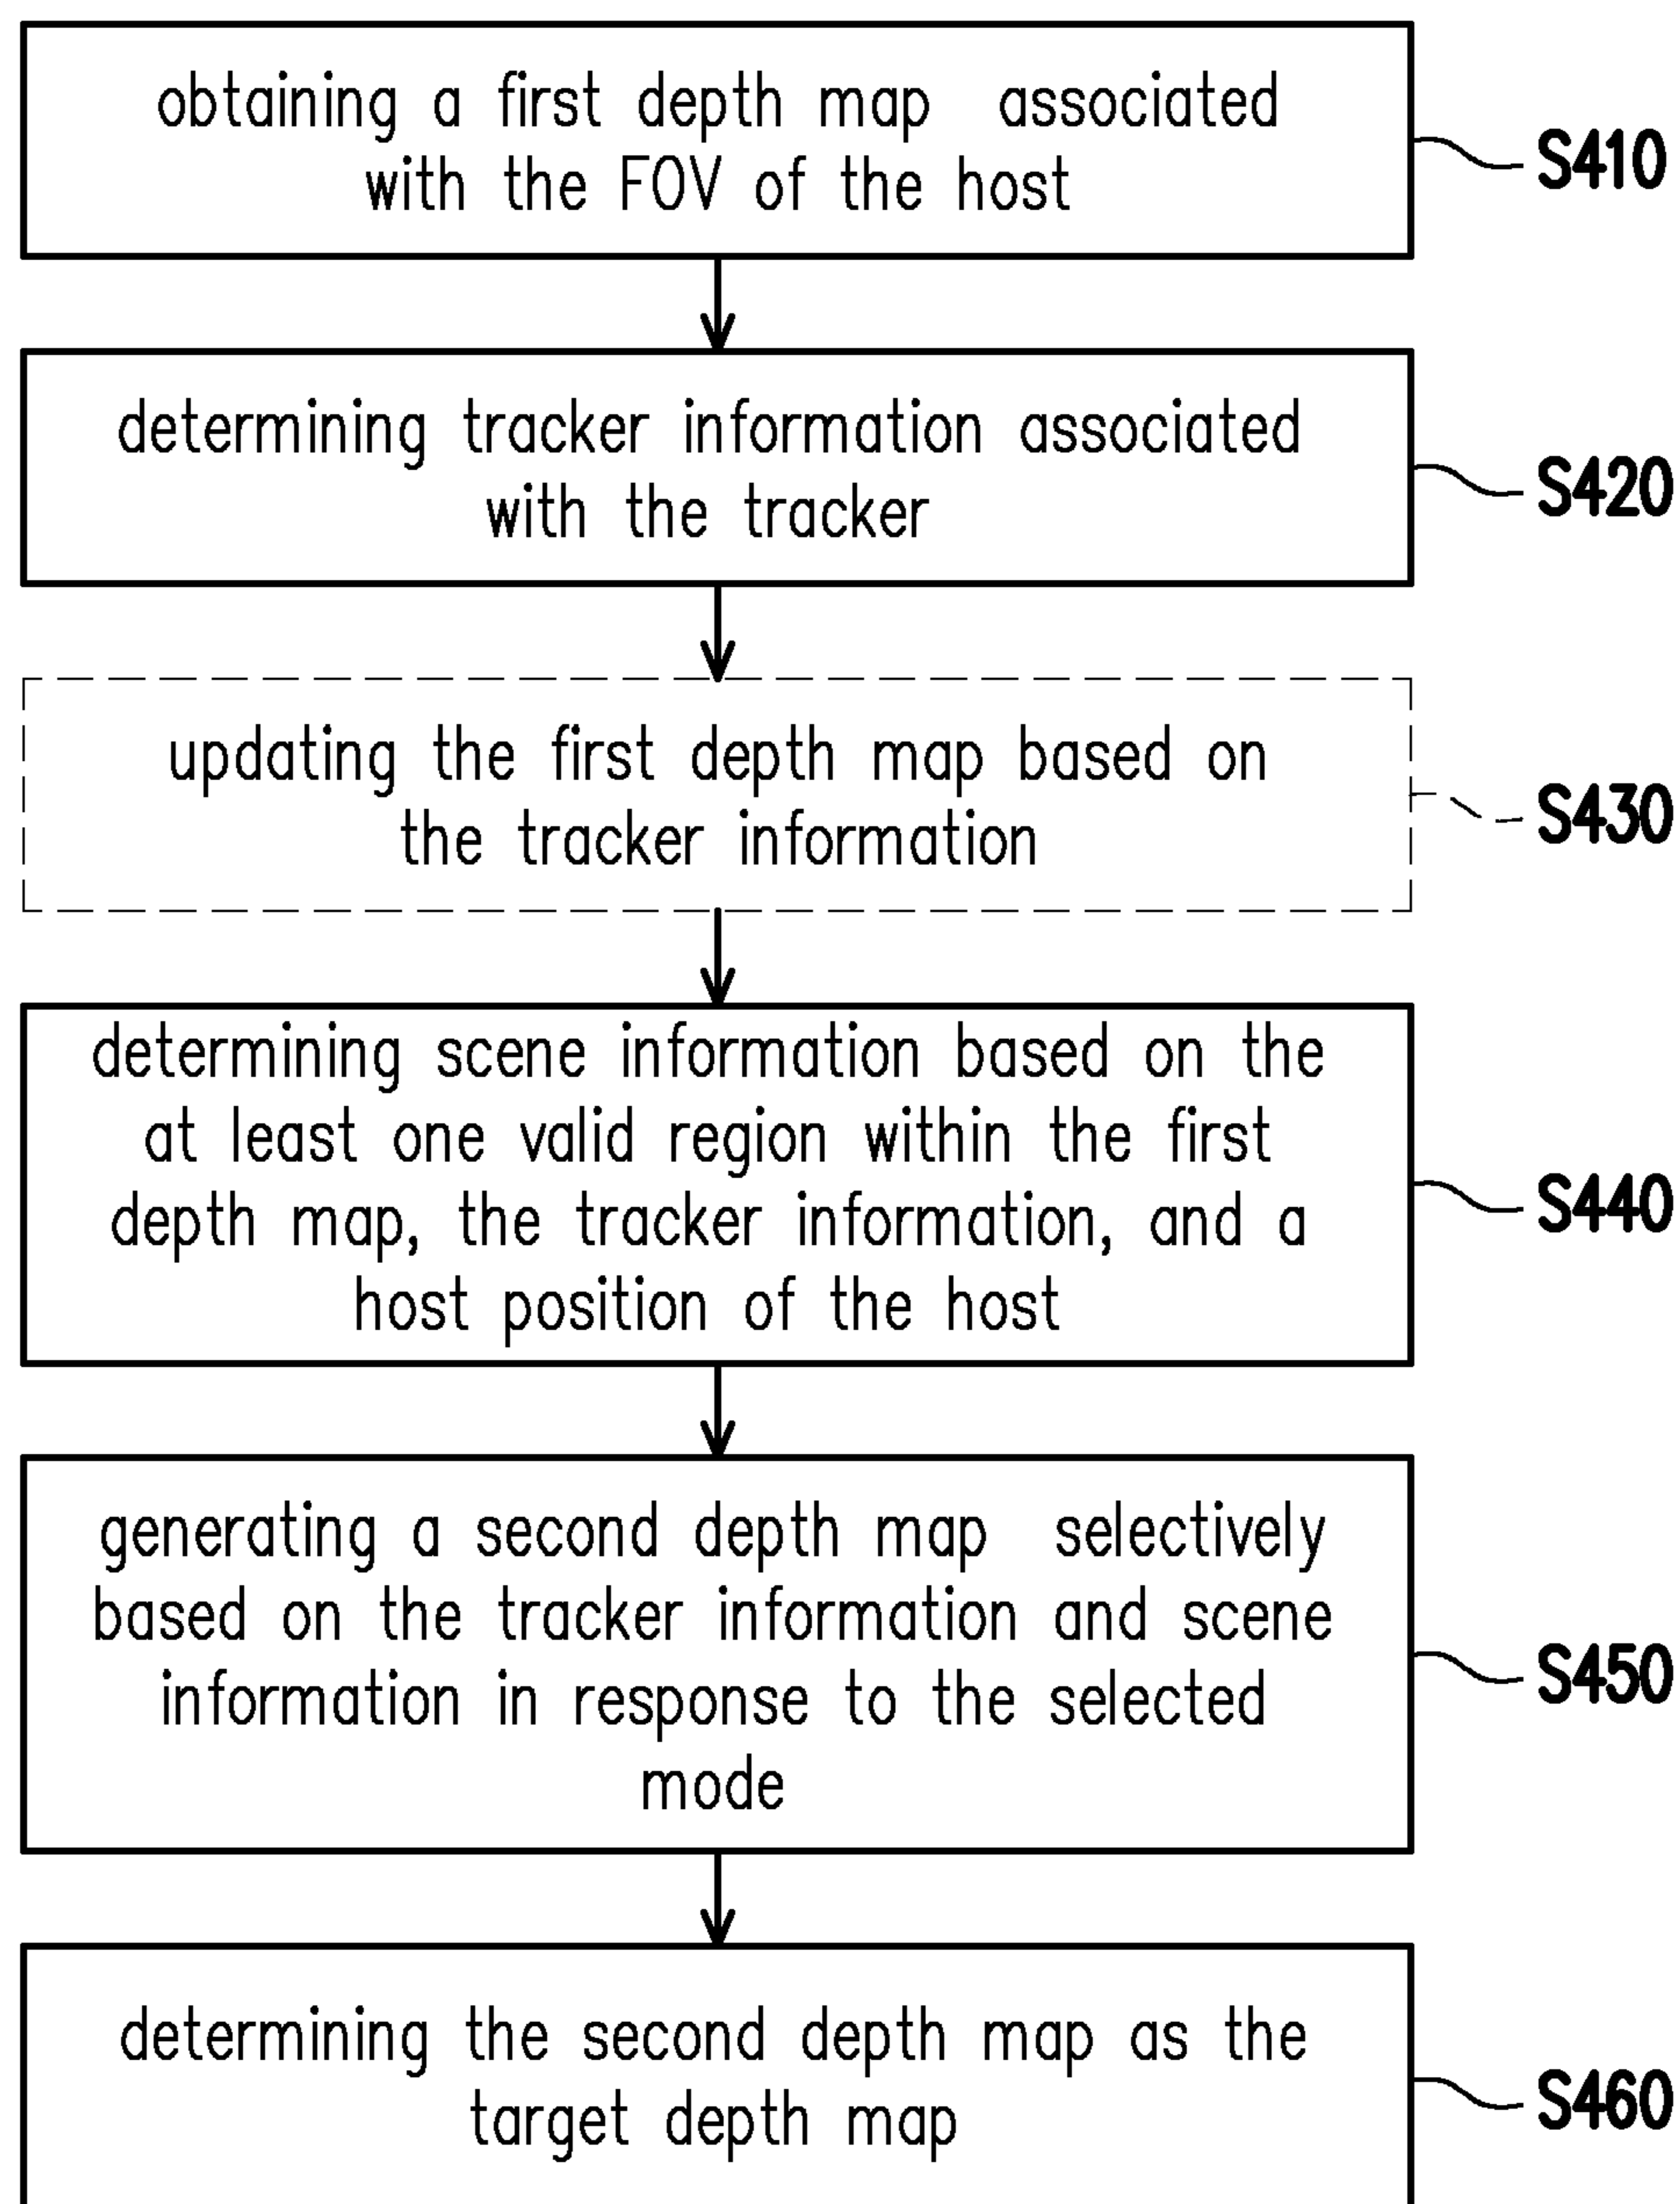 obtaining a first depth map associated
with the FOV of the host
S410
determining tracker information associated
with the tracker
S420
updating the first depth map based on
the tracker information
S430
determining scene information based on the
at least one valid region within the first
depth map, the tracker information, and a
host position of the host
S440
generating a second depth map selectively
based on the tracker information and scene
information in response to the selected
mode
S450
determining the second depth map as the
target depth map
S460